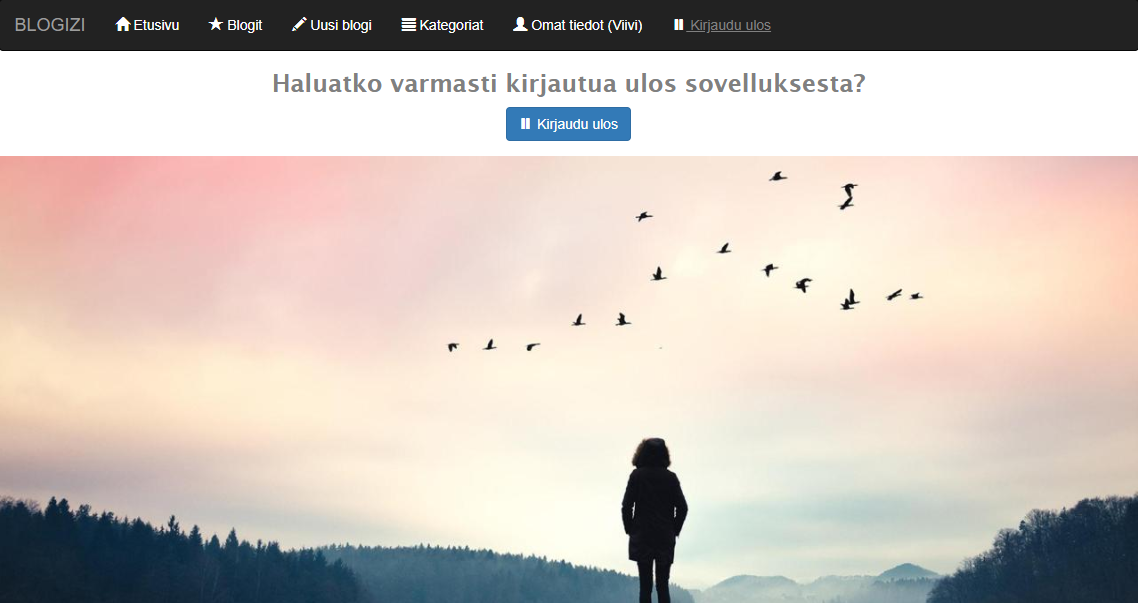 BLOGIZI Etusivu Blogit Uusi blogi Kategoriat Omat tiedot (Viivi) Kirjaudu ulos
Haluatko varmasti kirjautua ulos sovelluksesta?
Kirjaudu ulos